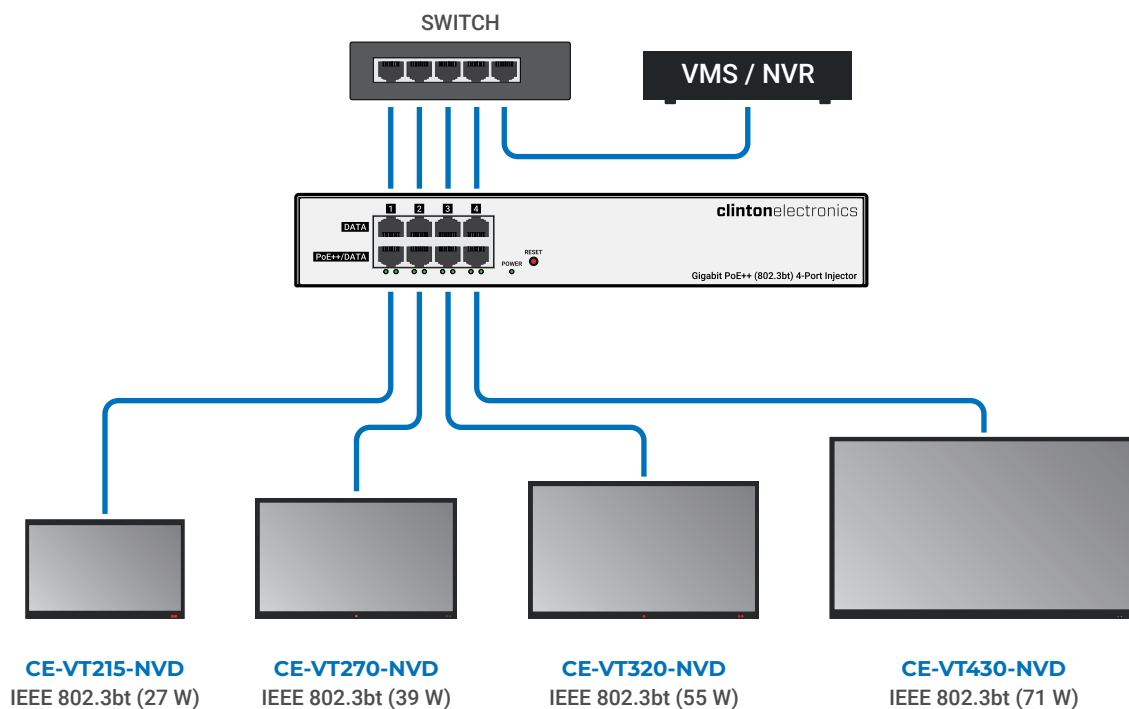 SWITCH
VMS / NVR
1 2 3 4
clintonelectronics
DATA
PoE++/DATA
RESET
POWER
Gigabit PoE++ (802.3bt) 4-Port Injector
CE-VT215-NVD
IEEE 802.3bt (27 W)
CE-VT270-NVD
IEEE 802.3bt (39 W)
CE-VT320-NVD
IEEE 802.3bt (55 W)
CE-VT430-NVD
IEEE 802.3bt (71 W)